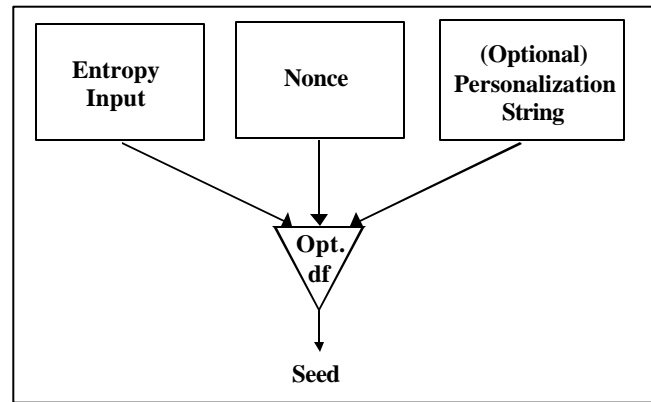 Entropy
Input
Nonce
(Optional)
Personalization
String
Opt.
df
Seed